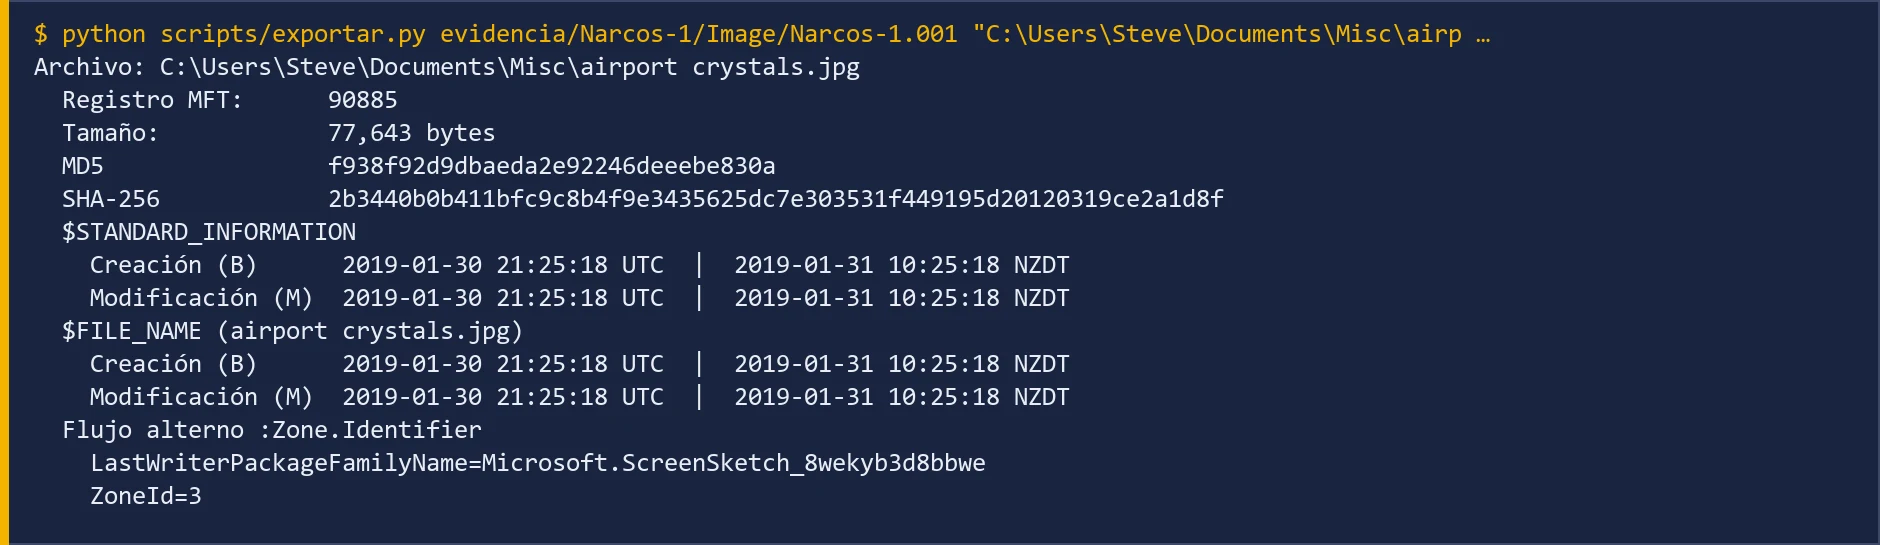 $ python scripts/exportar.py evidencia/Narcos-1/Image/Narcos-1.001 "C:\Users\Steve\Documents\Misc\airp …
Archivo: C:\Users\Steve\Documents\Misc\airport crystals.jpg
Registro MFT: 90885
Tamaño: 77,643 bytes
MD5 f938f92d9dbaeda2e92246deeebe830a
SHA-256 2b3440b0b411bfc9c8b4f9e3435625dc7e303531f449195d20120319ce2a1d8f
$STANDARD_INFORMATION
Creación (B) 2019-01-30 21:25:18 UTC | 2019-01-31 10:25:18 NZDT
Modificación (M) 2019-01-30 21:25:18 UTC | 2019-01-31 10:25:18 NZDT
$FILE_NAME (airport crystals.jpg)
Creación (B) 2019-01-30 21:25:18 UTC | 2019-01-31 10:25:18 NZDT
Modificación (M) 2019-01-30 21:25:18 UTC | 2019-01-31 10:25:18 NZDT
Flujo alterno :Zone.Identifier
LastWriterPackageFamilyName=Microsoft.ScreenSketch_8wekyb3d8bbwe
ZoneId=3